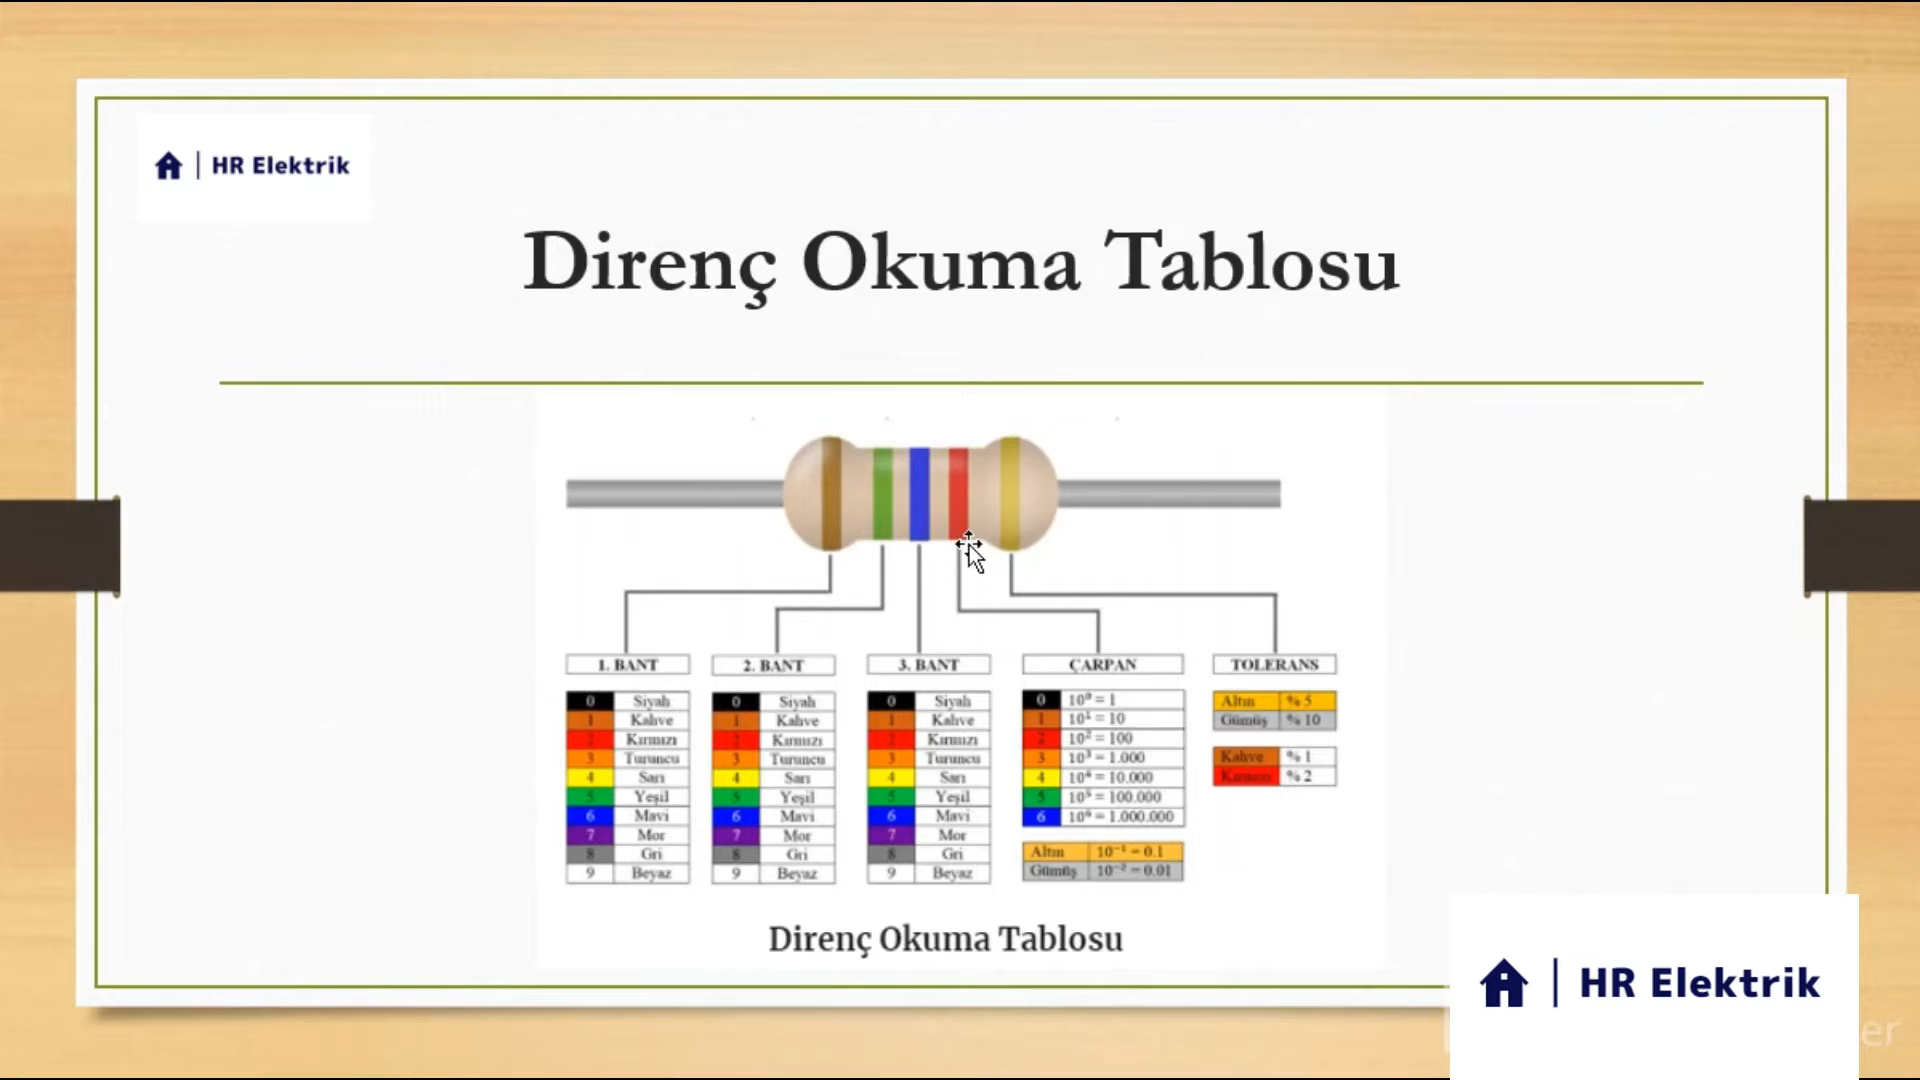 HR Elektrik
Direnç Okuma Tablosu
1. BANT 2. BANT 3. BANT ÇARPAN TOLERANS
0 Siyah 0 Siyah 0 Siyah 0 10⁰ = 1 Altın % 5
1 Kahve 1 Kahve 1 Kahve 1 10¹ = 10 Gümüş % 10
2 Kırmızı 2 Kırmızı 2 Kırmızı 2 10² = 100
3 Turuncu 3 Turuncu 3 Turuncu 3 10³ = 1.000 Kahve % 1
4 Sarı 4 Sarı 4 Sarı 4 10⁴ = 10.000 Kırmızı % 2
5 Yeşil 5 Yeşil 5 Yeşil 5 10⁵ = 100.000
6 Mavi 6 Mavi 6 Mavi 6 10⁶ = 1.000.000
7 Mor 7 Mor 7 Mor
8 Gri 8 Gri 8 Gri Altın 10⁻¹ = 0.1
9 Beyaz 9 Beyaz 9 Beyaz Gümüş 10⁻² = 0.01
Direnç Okuma Tablosu
HR Elektrik
er